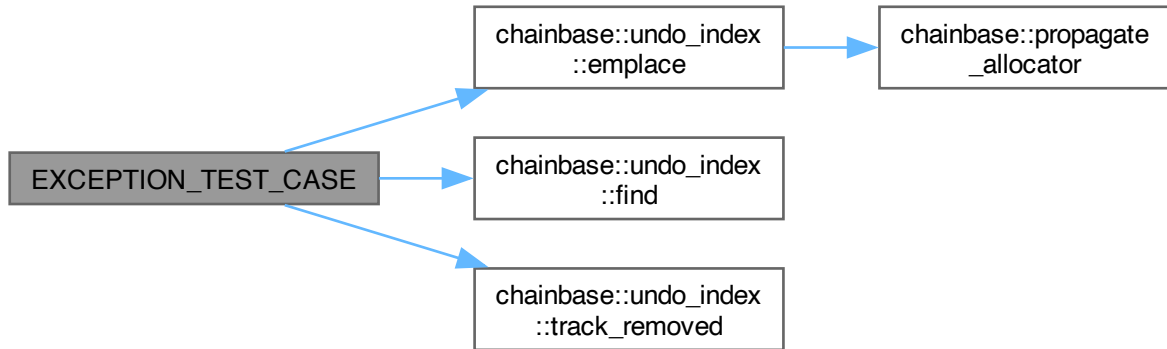 chainbase::undo_index
::emplace
chainbase::propagate
_allocator
EXCEPTION_TEST_CASE
chainbase::undo_index
::find
chainbase::undo_index
::track_removed